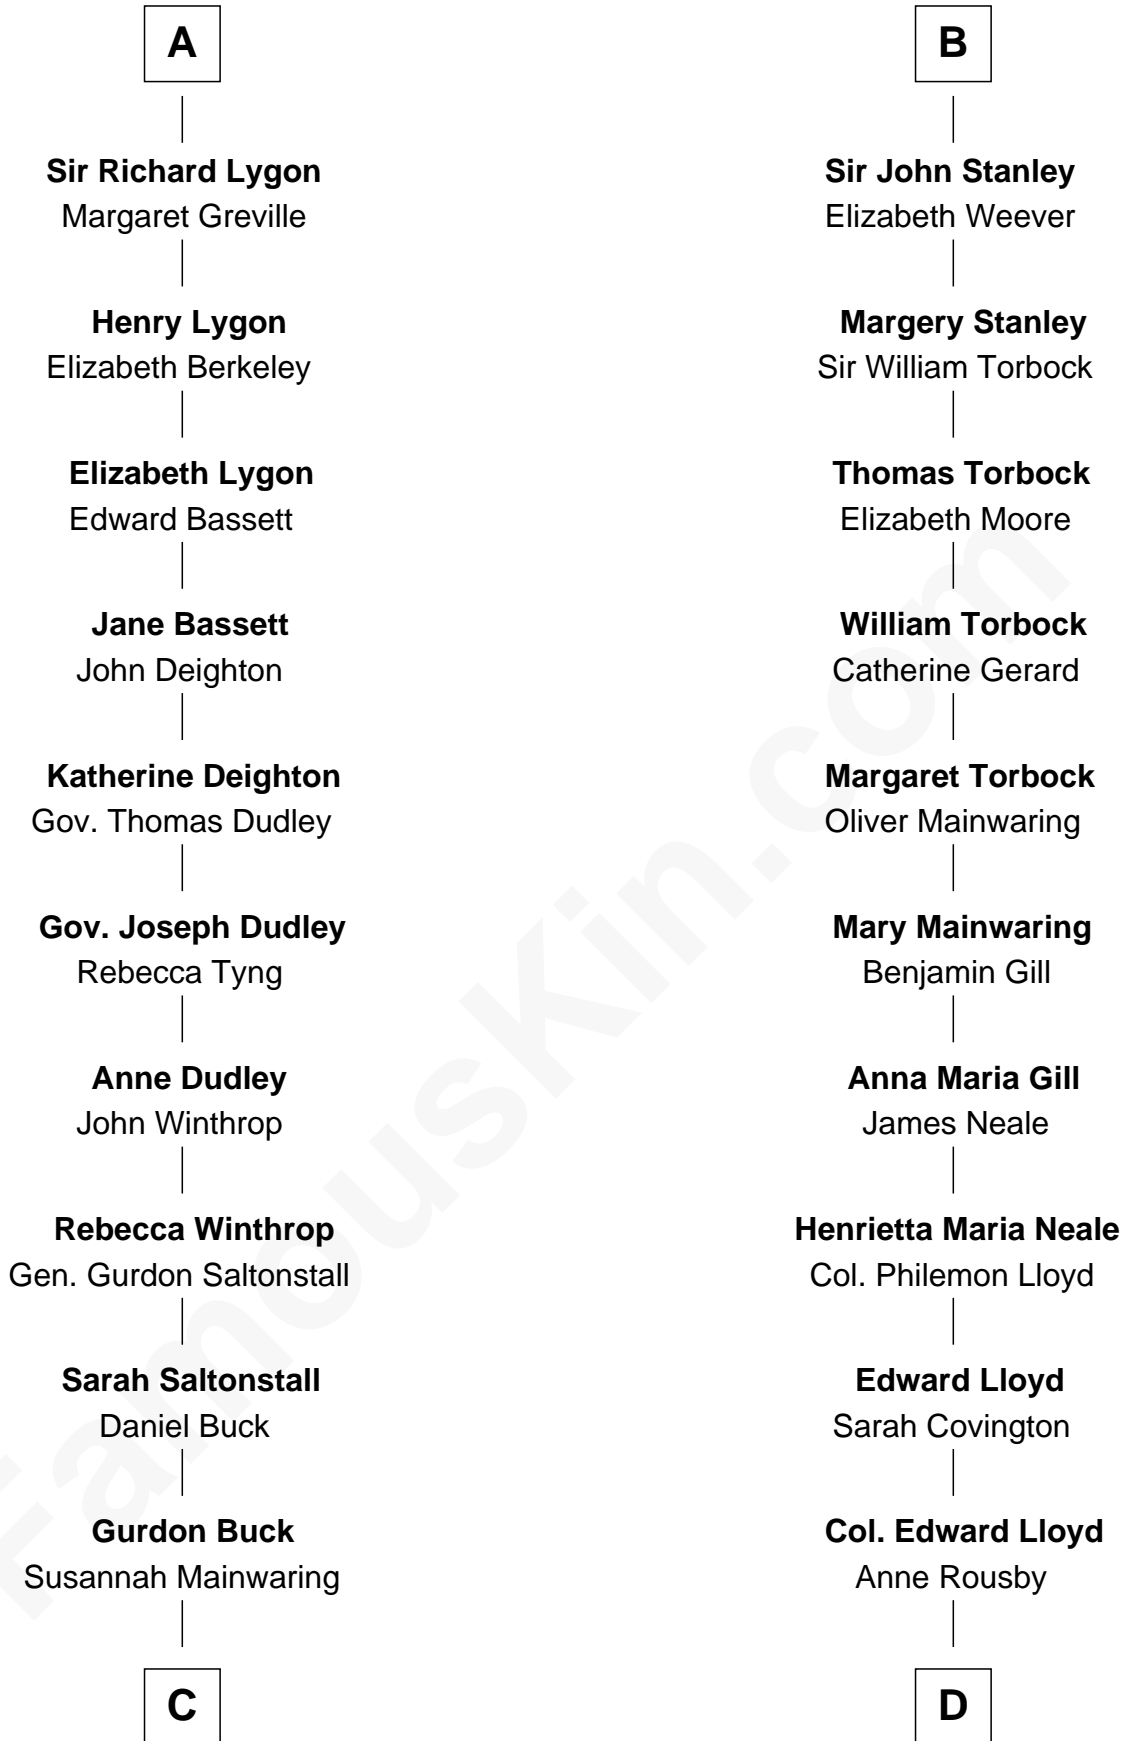 A
Sir Richard Lygon
Margaret Greville
Henry Lygon
Elizabeth Berkeley
Elizabeth Lygon
Edward Bassett
Jane Bassett
John Deighton
Katherine Deighton
Gov. Thomas Dudley
Gov. Joseph Dudley
Rebecca Tyng
Anne Dudley
John Winthrop
Rebecca Winthrop
Gen. Gurdon Saltonstall
Sarah Saltonstall
Daniel Buck
Gurdon Buck
Susannah Mainwaring
C
B
Sir John Stanley
Elizabeth Weever
Margery Stanley
Sir William Torbock
Thomas Torbock
Elizabeth Moore
William Torbock
Catherine Gerard
Margaret Torbock
Oliver Mainwaring
Mary Mainwaring
Benjamin Gill
Anna Maria Gill
James Neale
Henrietta Maria Neale
Col. Philemon Lloyd
Edward Lloyd
Sarah Covington
Col. Edward Lloyd
Anne Rousby
D
FamousKin.com